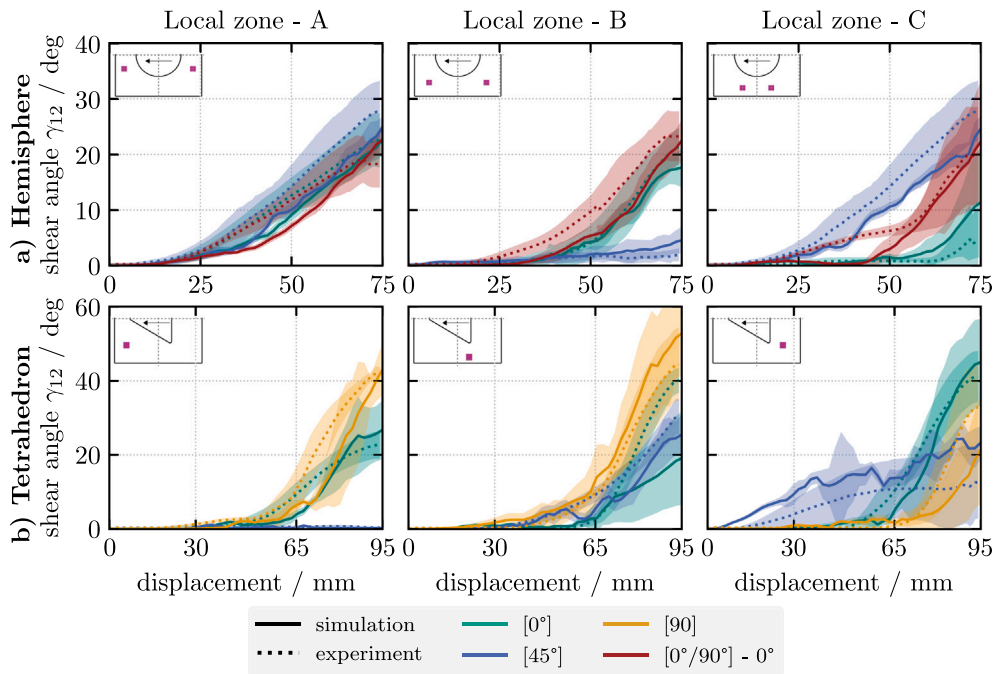 Local zone - A
Local zone - B
Local zone - C
a) Hemisphere
shear angle γ12 / deg
40
30
20
10
0
0 25 50 75
0 25 50 75
0 25 50 75
b) Tetrahedron
shear angle γ12 / deg
60
40
20
0
0 30 65 95
0 30 65 95
0 30 65 95
displacement / mm
displacement / mm
displacement / mm
simulation
[0°]
[90]
experiment
[45°]
[0°/90°] - 0°